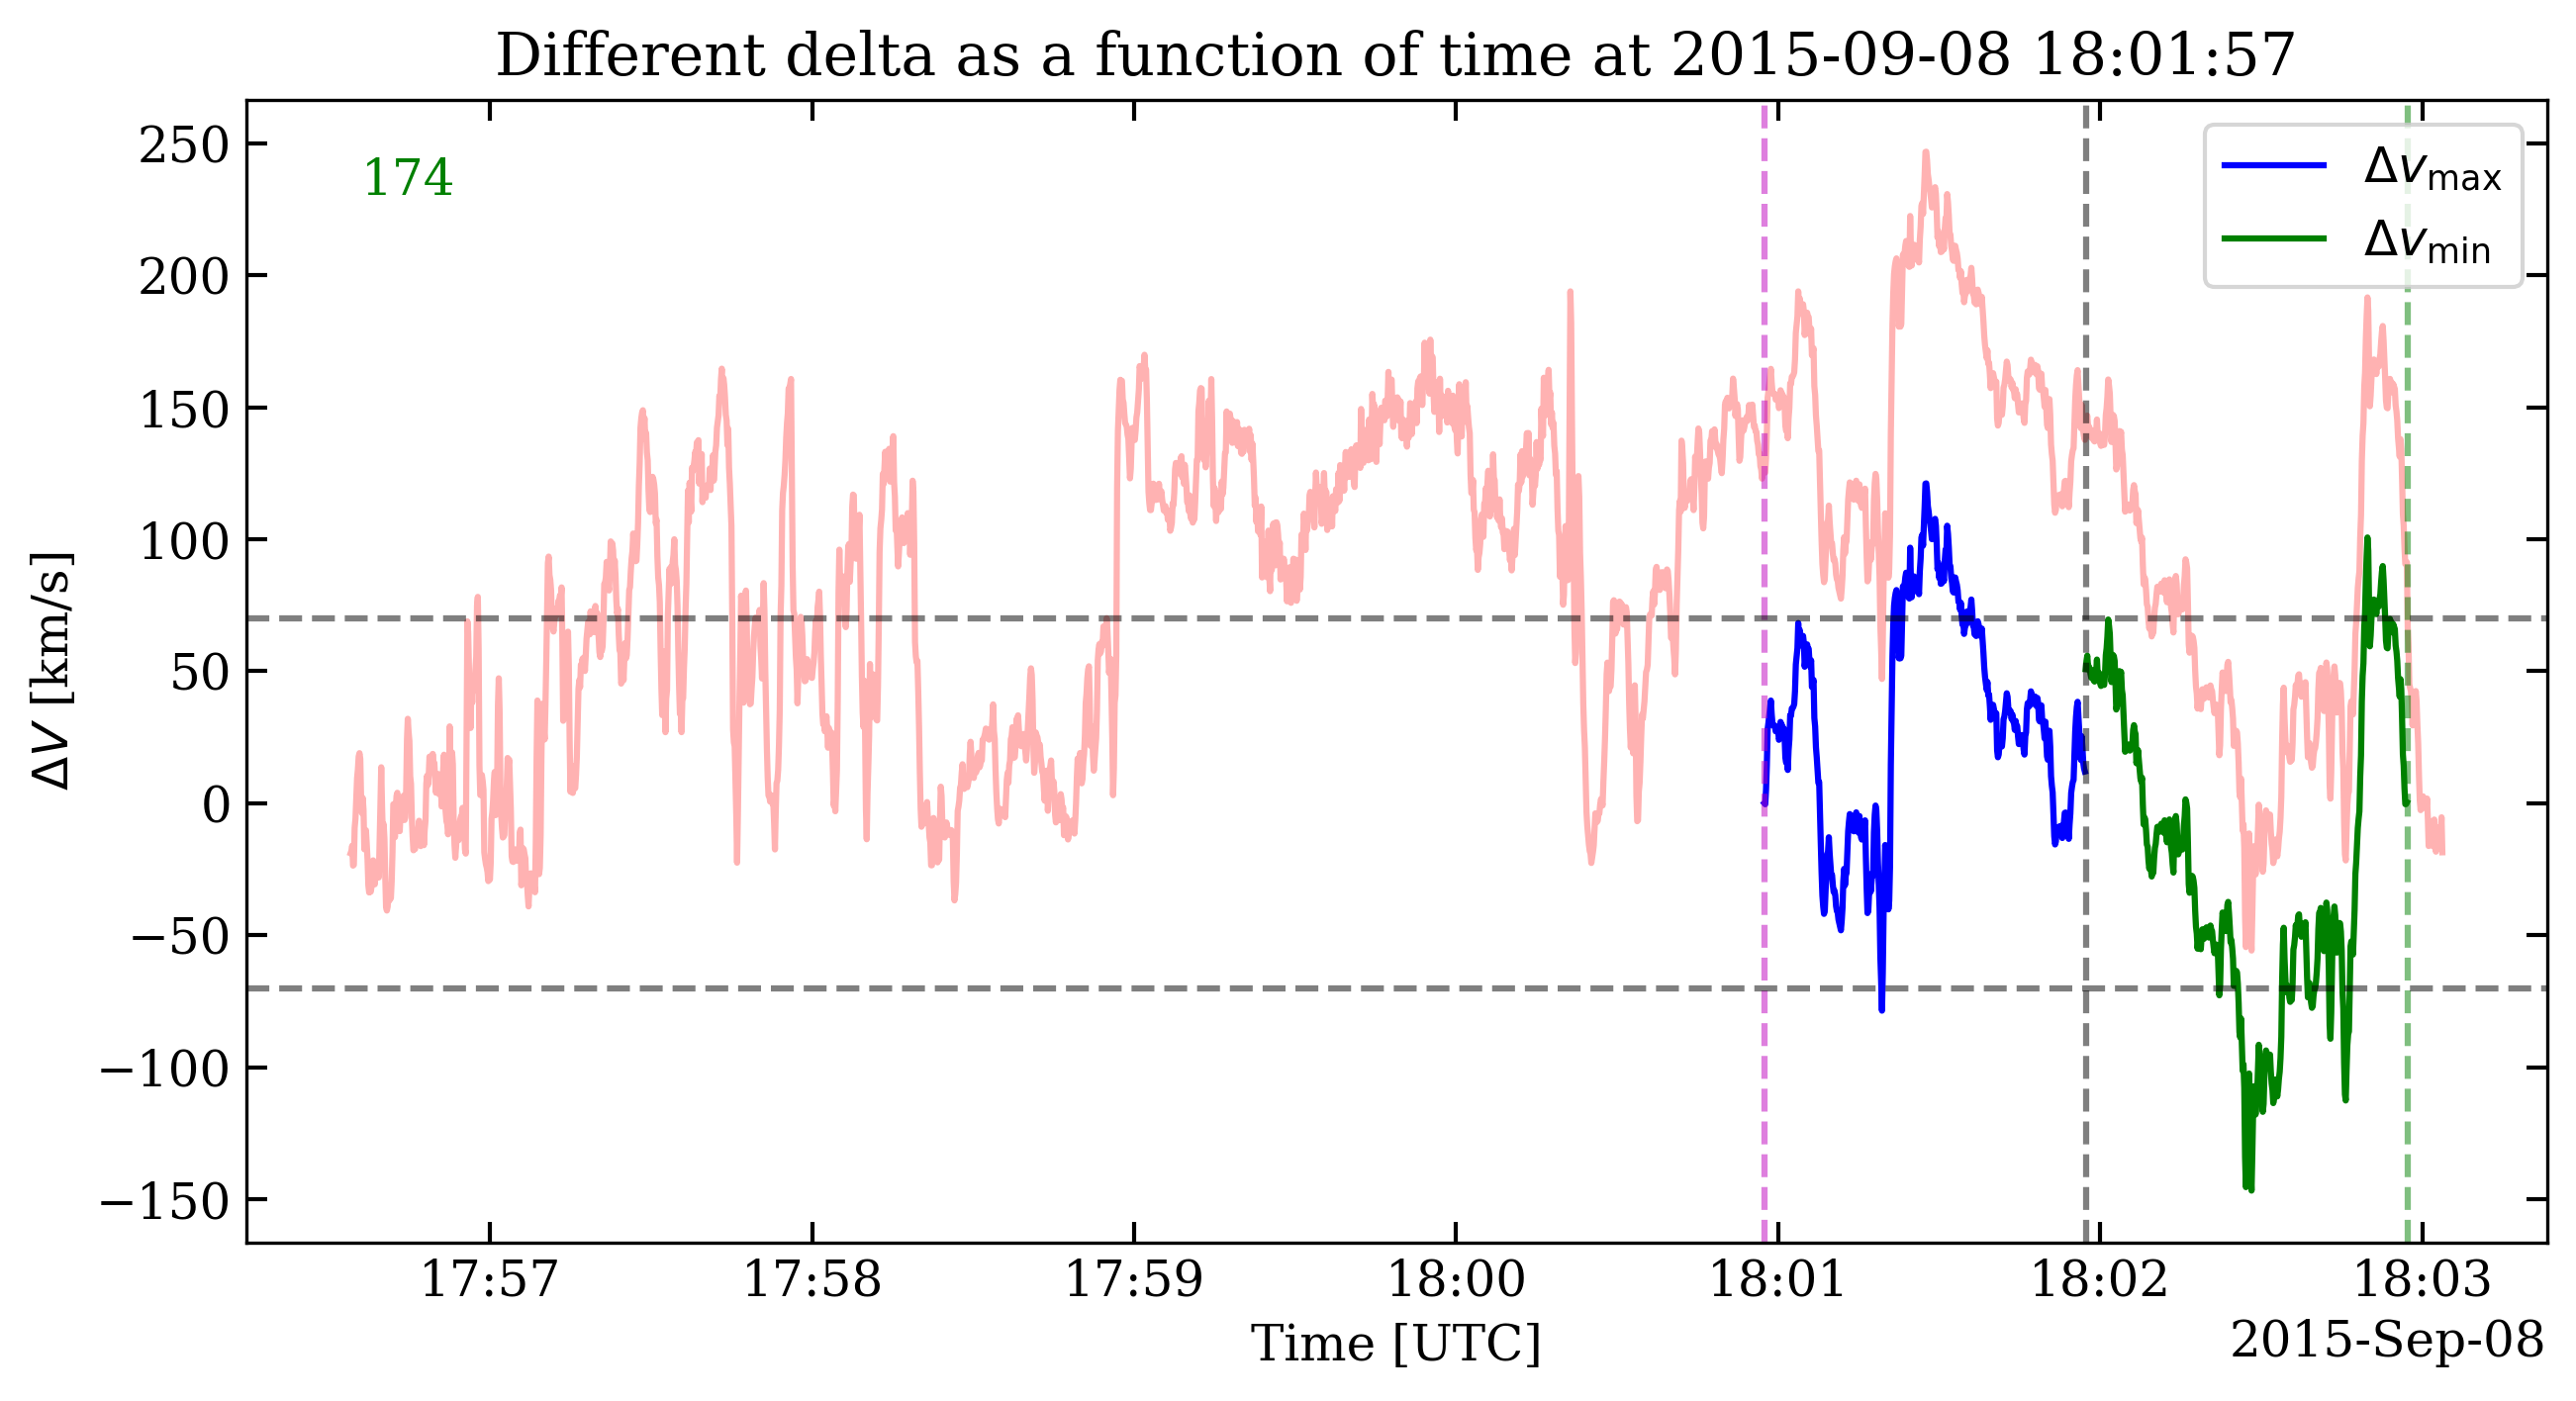 Different delta as a function of time at 2015-09-08 18:01:57
174
Δv_max
Δv_min
ΔV [km/s]
250
200
150
100
50
0
−50
−100
−150
17:57 17:58 17:59 18:00 18:01 18:02 18:03
Time [UTC]
2015-Sep-08